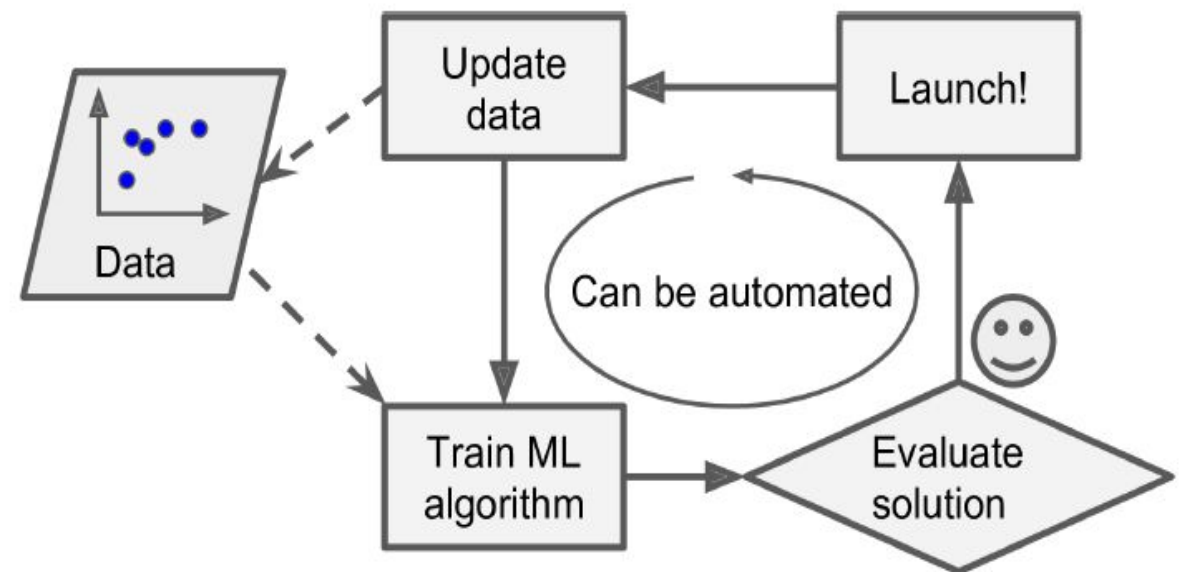 Update
data
Launch!
Data
Can be automated
Train ML
algorithm
Evaluate
solution